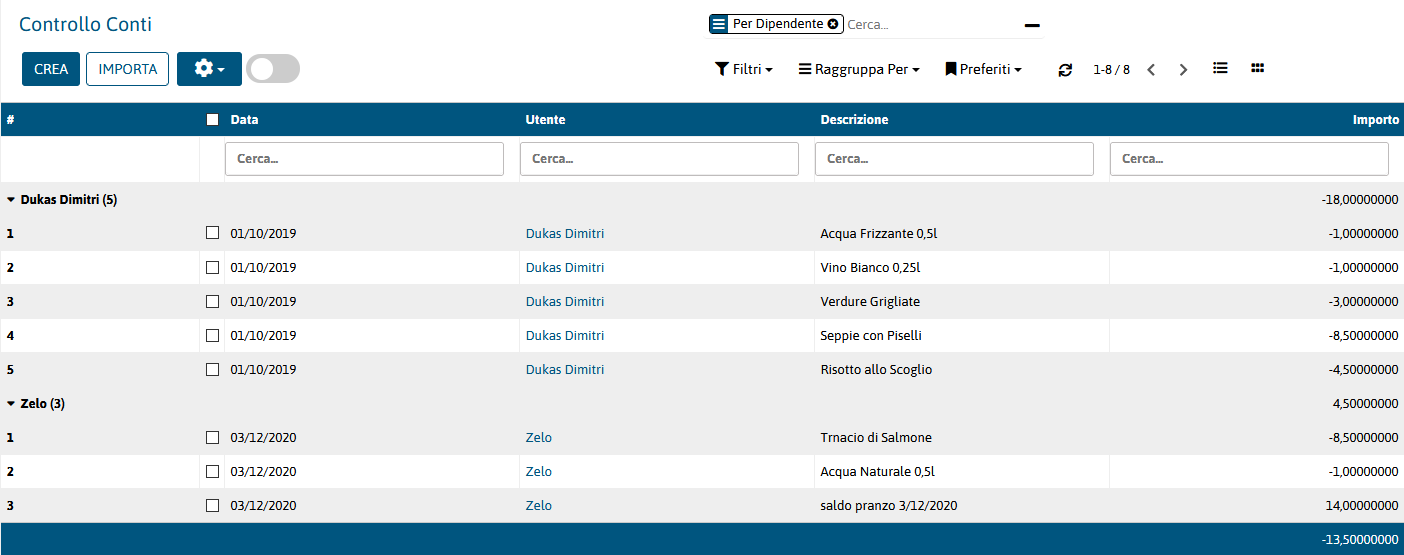 Controllo Conti
Per Dipendente Cerca...
CREA IMPORTA Filtri Raggruppa Per Preferiti 1-8 / 8
# Data Utente Descrizione Importo
Cerca... Cerca... Cerca... Cerca...
Dukas Dimitri (5) -18,00000000
1 01/10/2019 Dukas Dimitri Acqua Frizzante 0,5l -1,00000000
2 01/10/2019 Dukas Dimitri Vino Bianco 0,25l -1,00000000
3 01/10/2019 Dukas Dimitri Verdure Grigliate -3,00000000
4 01/10/2019 Dukas Dimitri Seppie con Piselli -8,50000000
5 01/10/2019 Dukas Dimitri Risotto allo Scoglio -4,50000000
Zelo (3) 4,50000000
1 03/12/2020 Zelo Trnacio di Salmone -8,50000000
2 03/12/2020 Zelo Acqua Naturale 0,5l -1,00000000
3 03/12/2020 Zelo saldo pranzo 3/12/2020 14,00000000
-13,50000000